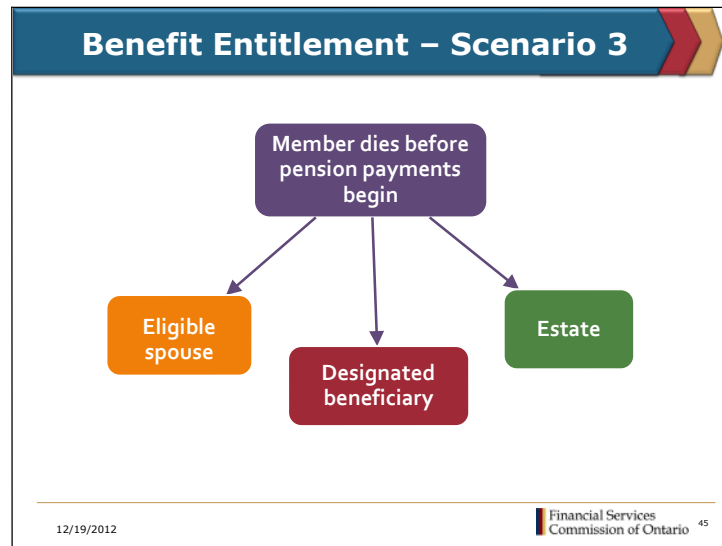 Benefit Entitlement – Scenario 3
Member dies before
pension payments
begin
Eligible
spouse
Designated
beneficiary
Estate
12/19/2012
Financial Services
Commission of Ontario
45